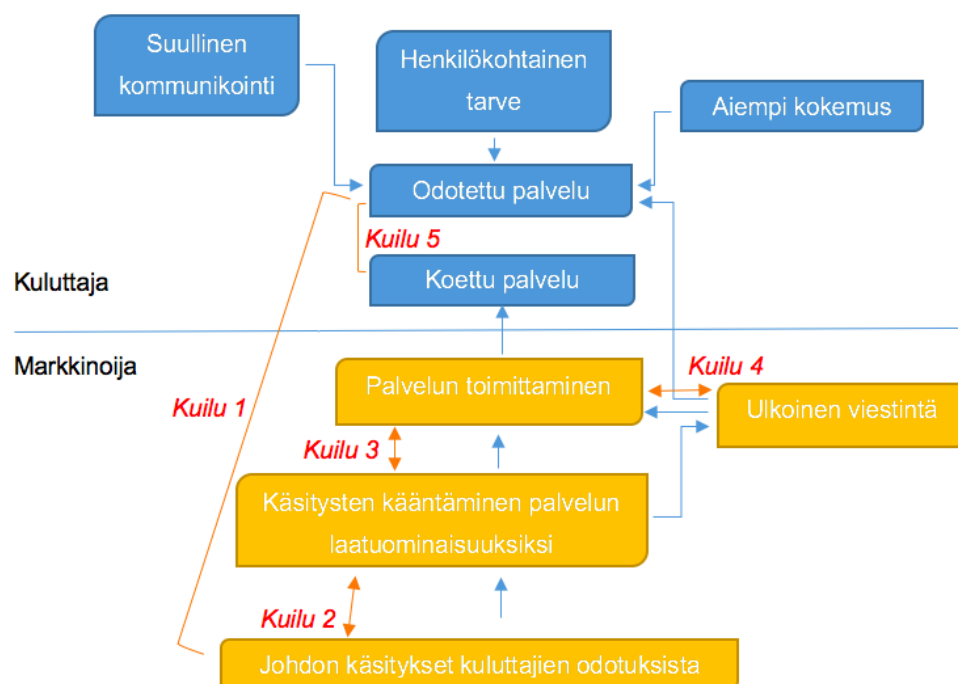 Suullinen
kommunikointi
Henkilökohtainen
tarve
Aiempi kokemus
Odotettu palvelu
Kuilu 5
Koettu palvelu
Kuluttaja
Markkinoija
Palvelun toimittaminen
Kuilu 4
Ulkoinen viestintä
Kuilu 1
Kuilu 3
Käsitysten kääntäminen palvelun
laatuominaisuuksiksi
Kuilu 2
Johdon käsitykset kuluttajien odotuksista